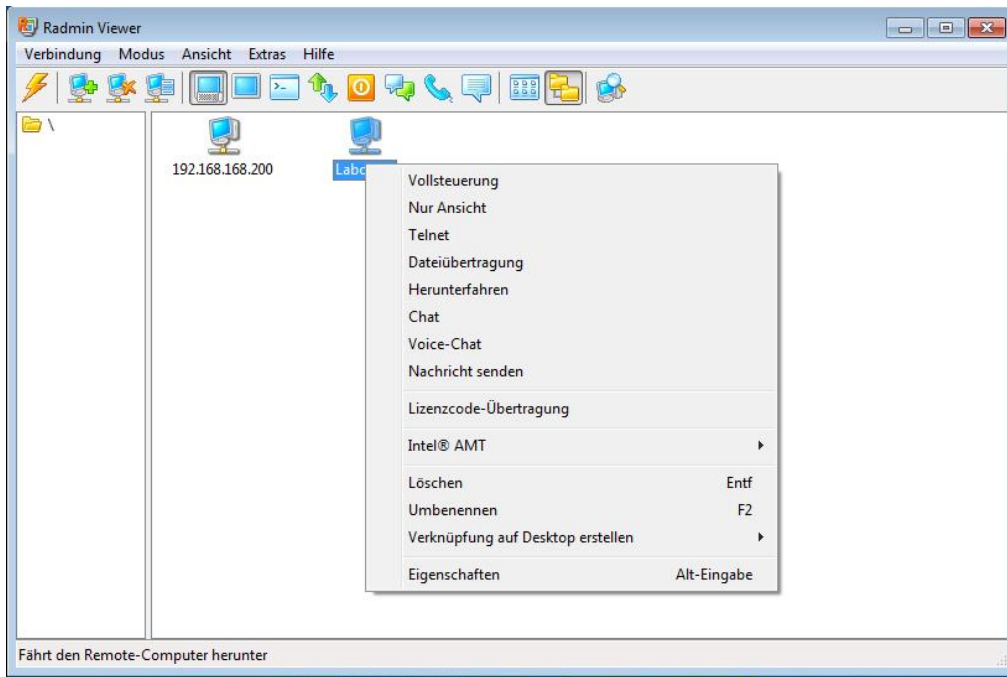 Radmin Viewer
Verbindung Modus Ansicht Extras Hilfe
\
192.168.168.200
Vollsteuerung
Nur Ansicht
Telnet
Dateiübertragung
Herunterfahren
Chat
Voice-Chat
Nachricht senden
Lizenzcode-Übertragung
Intel® AMT
Löschen Entf
Umbenennen F2
Verknüpfung auf Desktop erstellen
Eigenschaften Alt-Eingabe
Fährt den Remote-Computer herunter